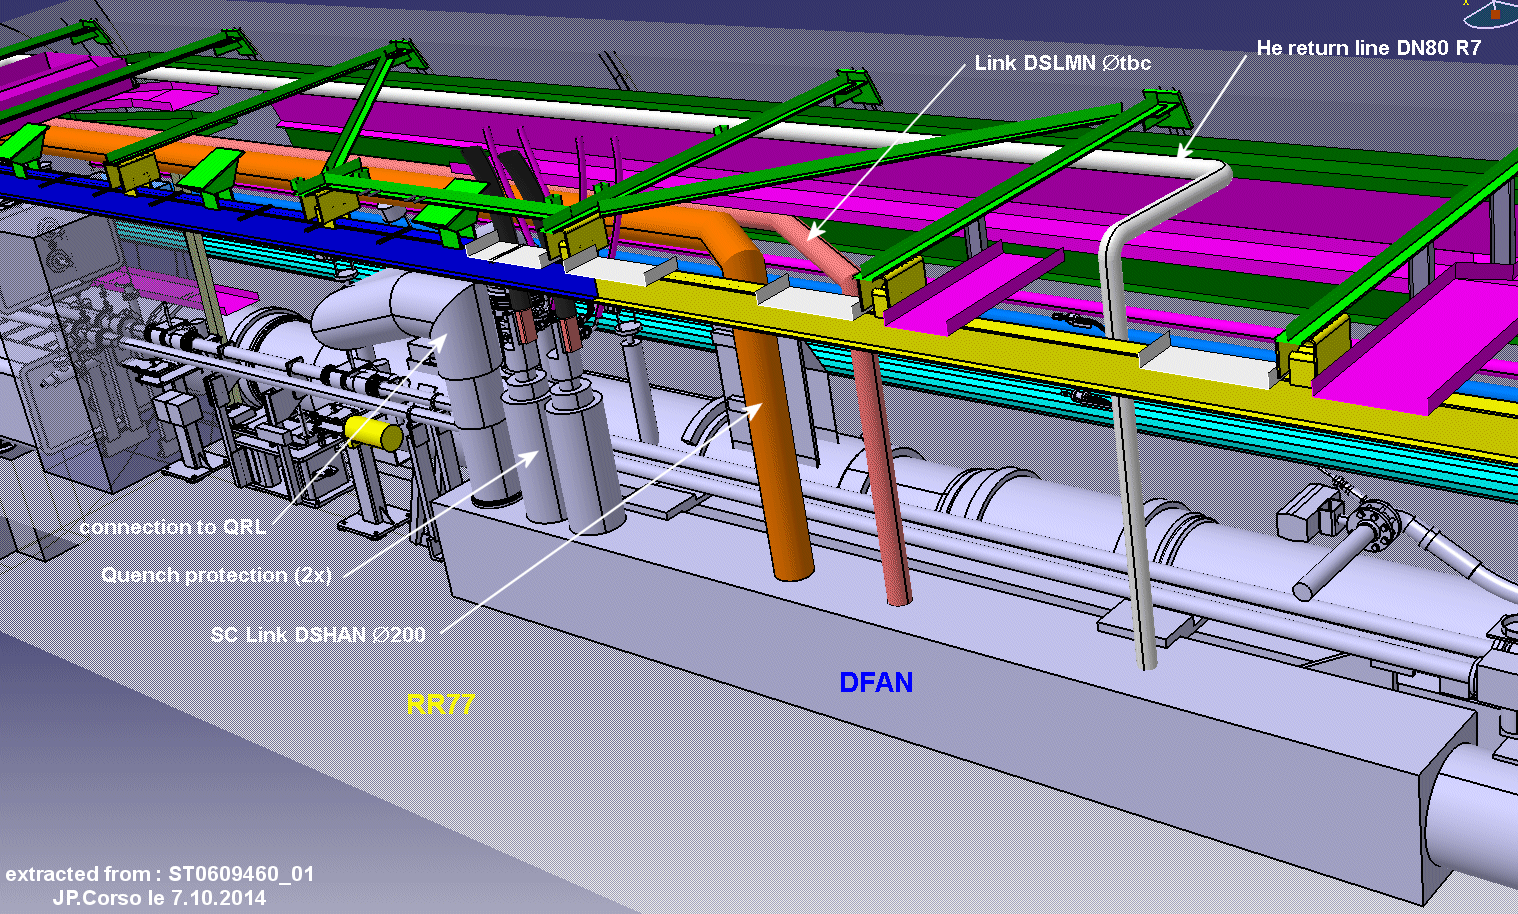 x
He return line DN80 R7
Link DSLMN Øtbc
connection to QRL
Quench protection (2x)
SC Link DSHAN Ø200
DFAN
RR77
extracted from : ST0609460_01
JP.Corso le 7.10.2014